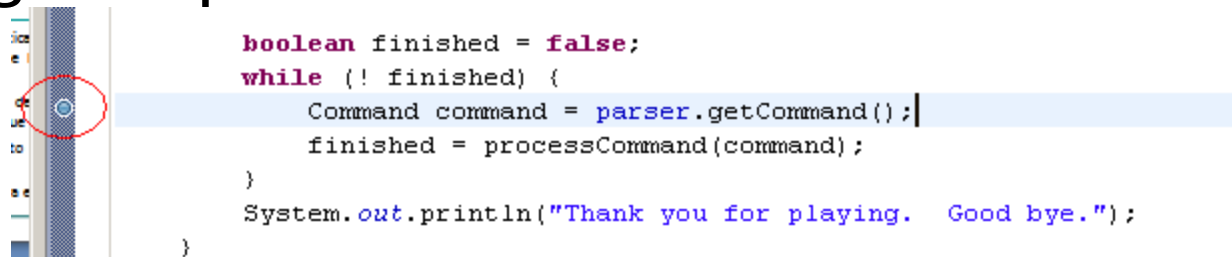 boolean finished = false;
while (! finished) {
Command command = parser.getCommand();
finished = processCommand(command);
}
System.out.println("Thank you for playing.  Good bye.");
}